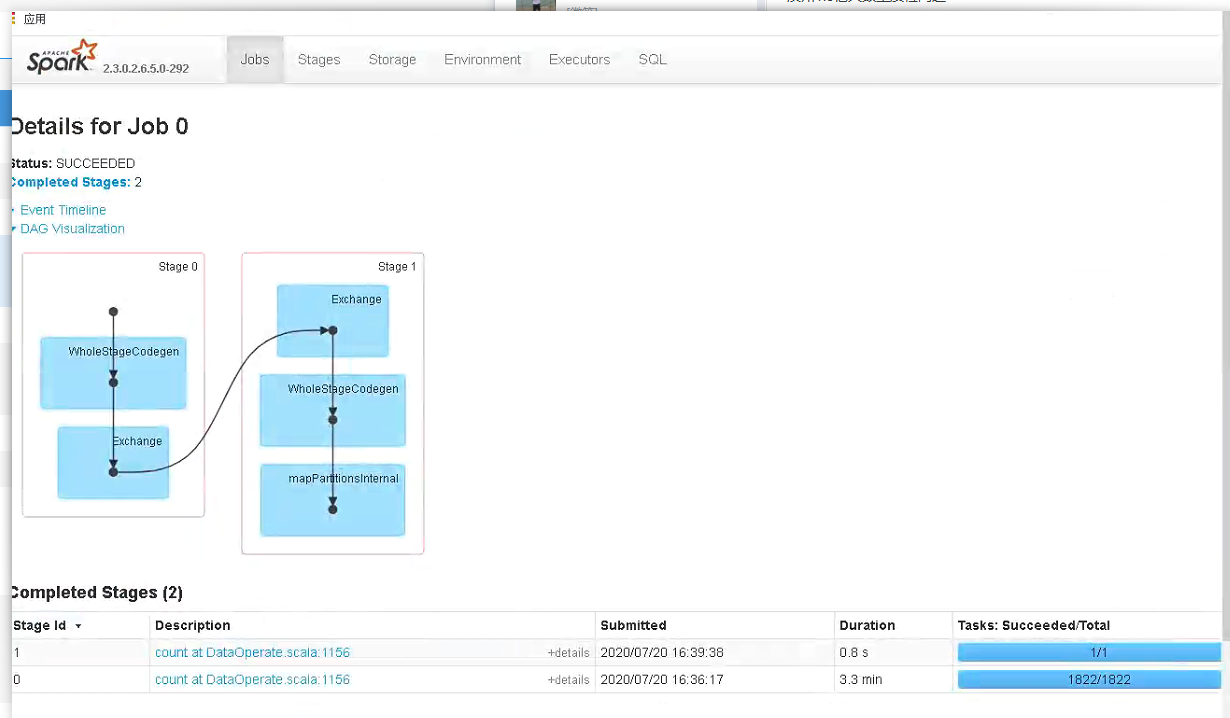 应用
APACHE
Spark 2.3.0.2.6.5.0-292 Jobs Stages Storage Environment Executors SQL
Details for Job 0
Status: SUCCEEDED
Completed Stages: 2
Event Timeline
DAG Visualization
Stage 0
WholeStageCodegen
Exchange
Stage 1
Exchange
WholeStageCodegen
mapPartitionsInternal
Completed Stages (2)
Stage Id Description Submitted Duration Tasks: Succeeded/Total
1 count at DataOperate.scala:1156 +details 2020/07/20 16:39:38 0.8 s 1/1
0 count at DataOperate.scala:1156 +details 2020/07/20 16:36:17 3.3 min 1822/1822